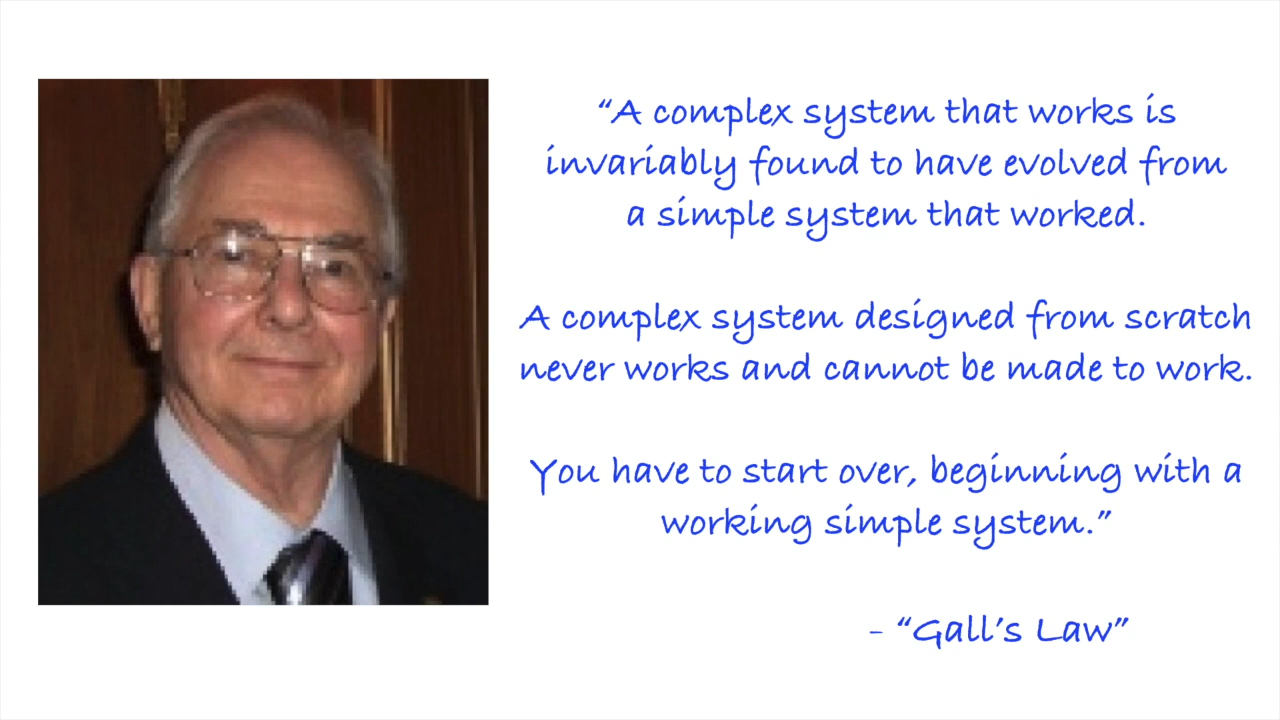 “A complex system that works is
invariably found to have evolved from
a simple system that worked.
A complex system designed from scratch
never works and cannot be made to work.
You have to start over, beginning with a
working simple system.”
- “Gall’s Law”